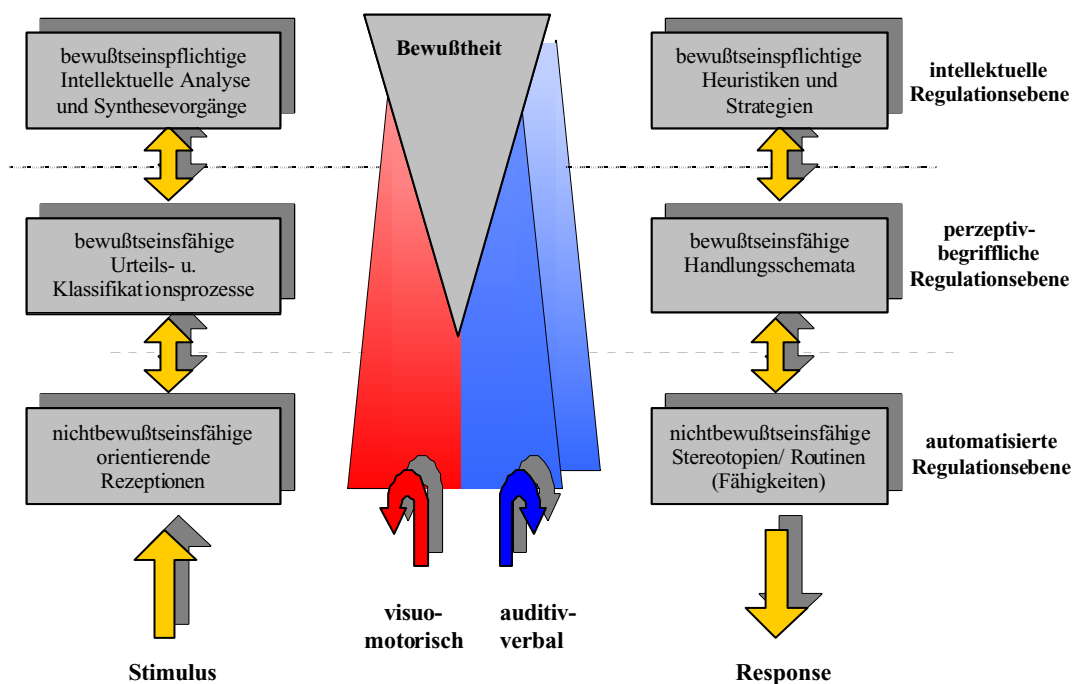 bewußtseinspflichtige
Intellektuelle Analyse
und Synthesevorgänge
Bewußtheit
bewußtseinspflichtige
Heuristiken und
Strategien
intellektuelle
Regulationsebene
bewußtseinsfähige
Urteils- u.
Klassifikationsprozesse
bewußtseinsfähige
Handlungsschemata
perzeptiv-
begriffliche
Regulationsebene
nichtbewußtseinsfähige
orientierende
Rezeptionen
nichtbewußtseinsfähige
Stereotopien/ Routinen
(Fähigkeiten)
automatisierte
Regulationsebene
visuo-
motorisch
auditiv-
verbal
Stimulus
Response